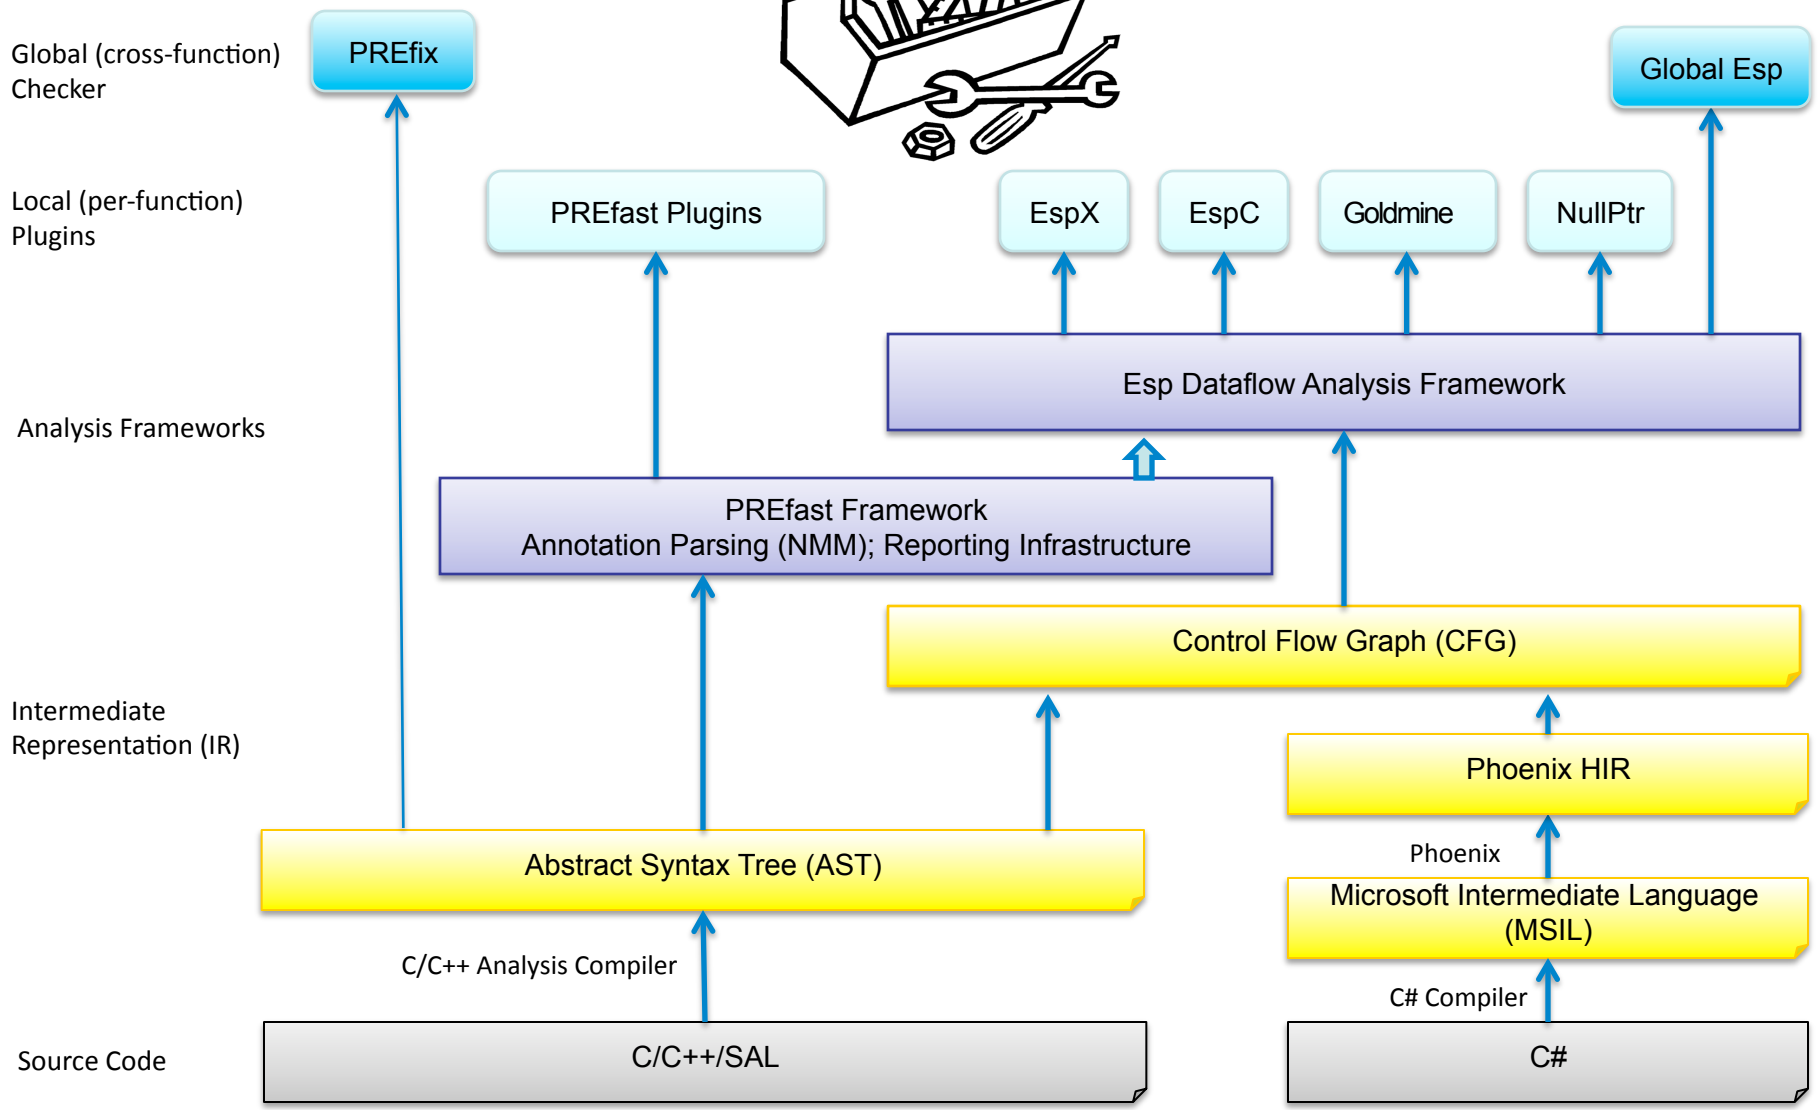 Global (cross-function)
Checker
PREfix
Global Esp
Local (per-function)
Plugins
PREfast Plugins
EspX
EspC
Goldmine
NullPtr
Analysis Frameworks
Esp Dataflow Analysis Framework
PREfast Framework
Annotation Parsing (NMM); Reporting Infrastructure
Control Flow Graph (CFG)
Intermediate
Representation (IR)
Phoenix HIR
Abstract Syntax Tree (AST)
Phoenix
Microsoft Intermediate Language
(MSIL)
C/C++ Analysis Compiler
C# Compiler
Source Code
C/C++/SAL
C#